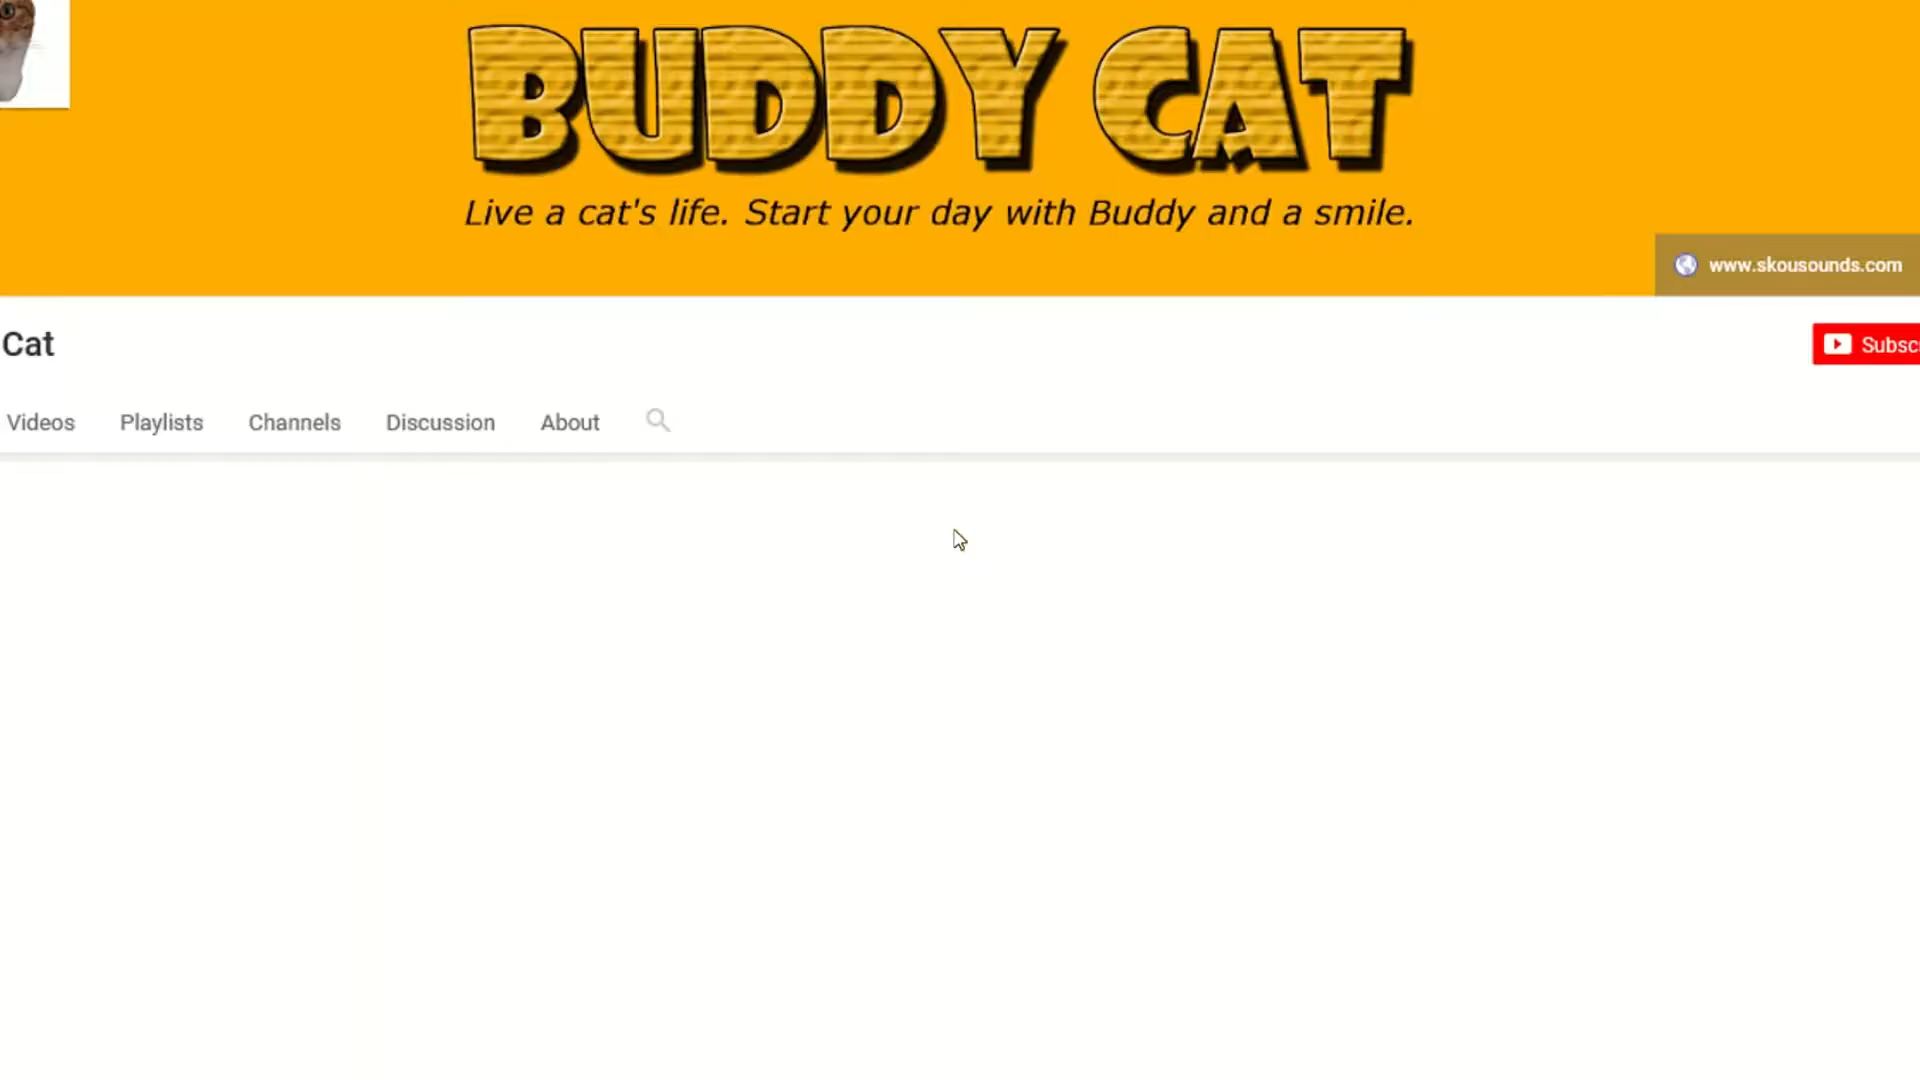 BUDDY CAT
Live a cat's life. Start your day with Buddy and a smile.
www.skousounds.com
Cat
Videos Playlists Channels Discussion About